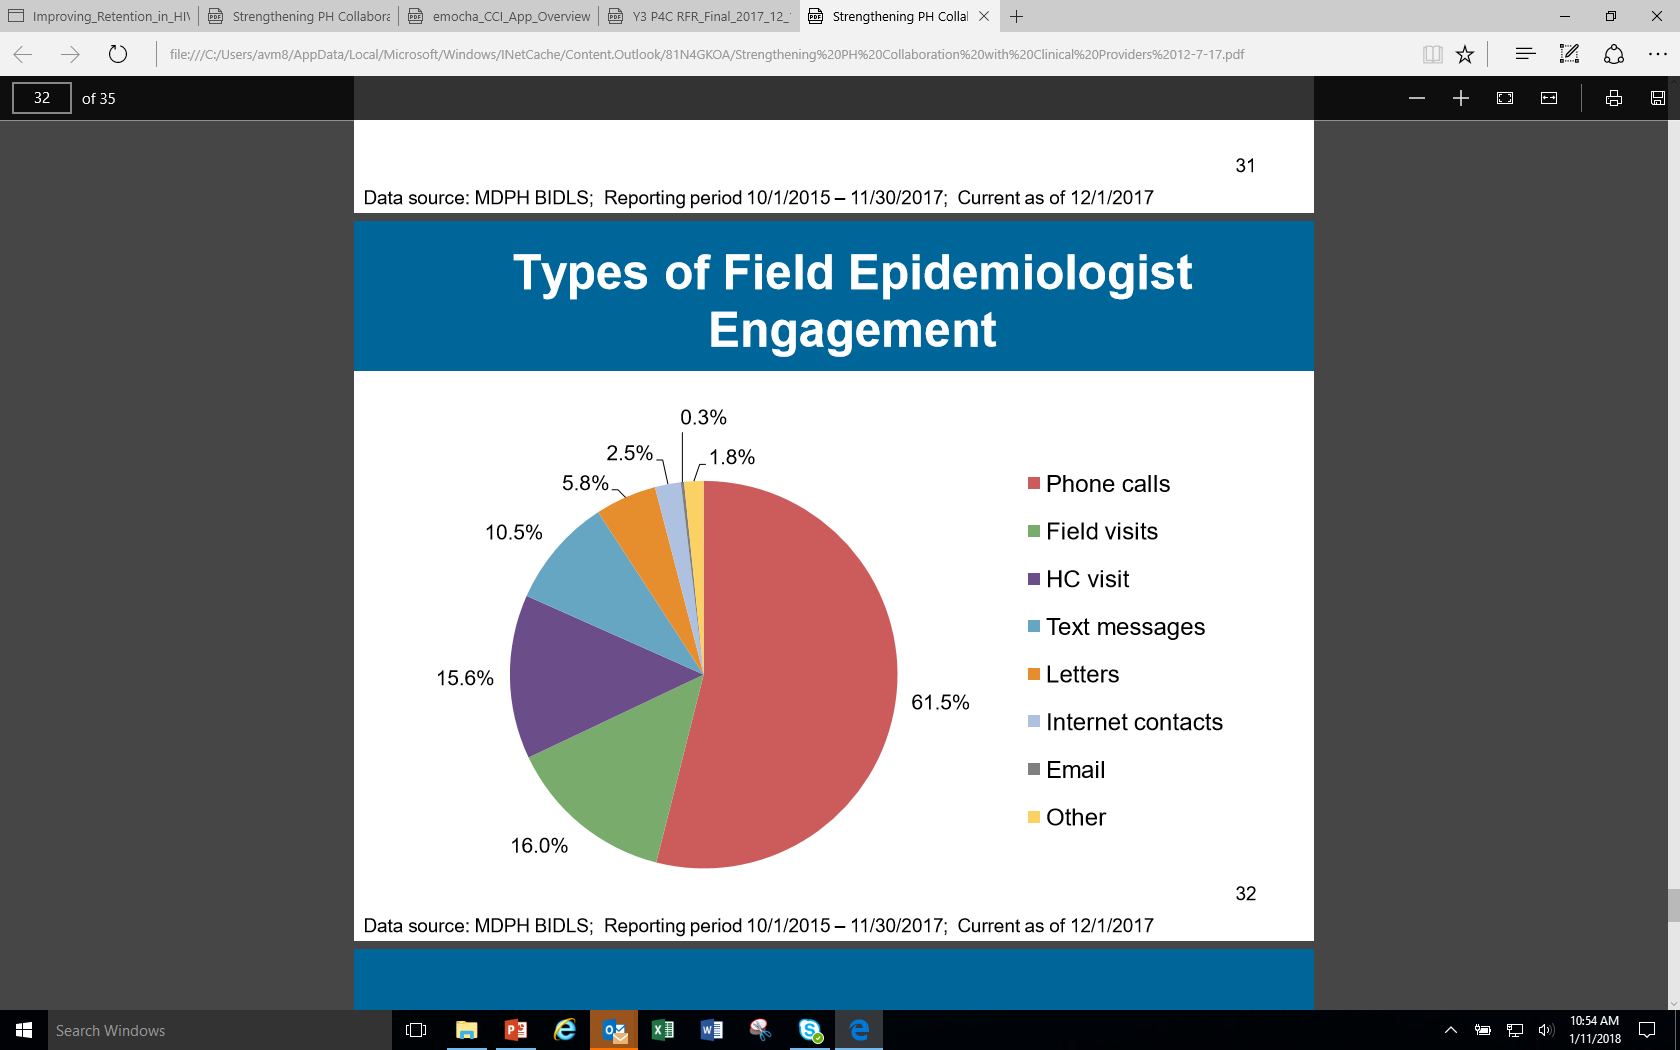 Improving_Retention_in_HI
Strengthening PH Collabora
emocha_CCI_App_Overview
Y3 P4C RFR_Final_2017_12_
Strengthening PH Collal
file:///C:/Users/avm8/AppData/Local/Microsoft/Windows/INetCache/Content.Outlook/81N4GKOA/Strengthening%20PH%20Collaboration%20with%20Clinical%20Providers%2012-7-17.pdf
32 of 35
31
Data source: MDPH BIDLS; Reporting period 10/1/2015 – 11/30/2017; Current as of 12/1/2017
Types of Field Epidemiologist
Engagement
0.3%
2.5%
1.8%
5.8%
10.5%
15.6%
61.5%
16.0%
Phone calls
Field visits
HC visit
Text messages
Letters
Internet contacts
Email
Other
32
Data source: MDPH BIDLS; Reporting period 10/1/2015 – 11/30/2017; Current as of 12/1/2017
Search Windows
10:54 AM
1/11/2018